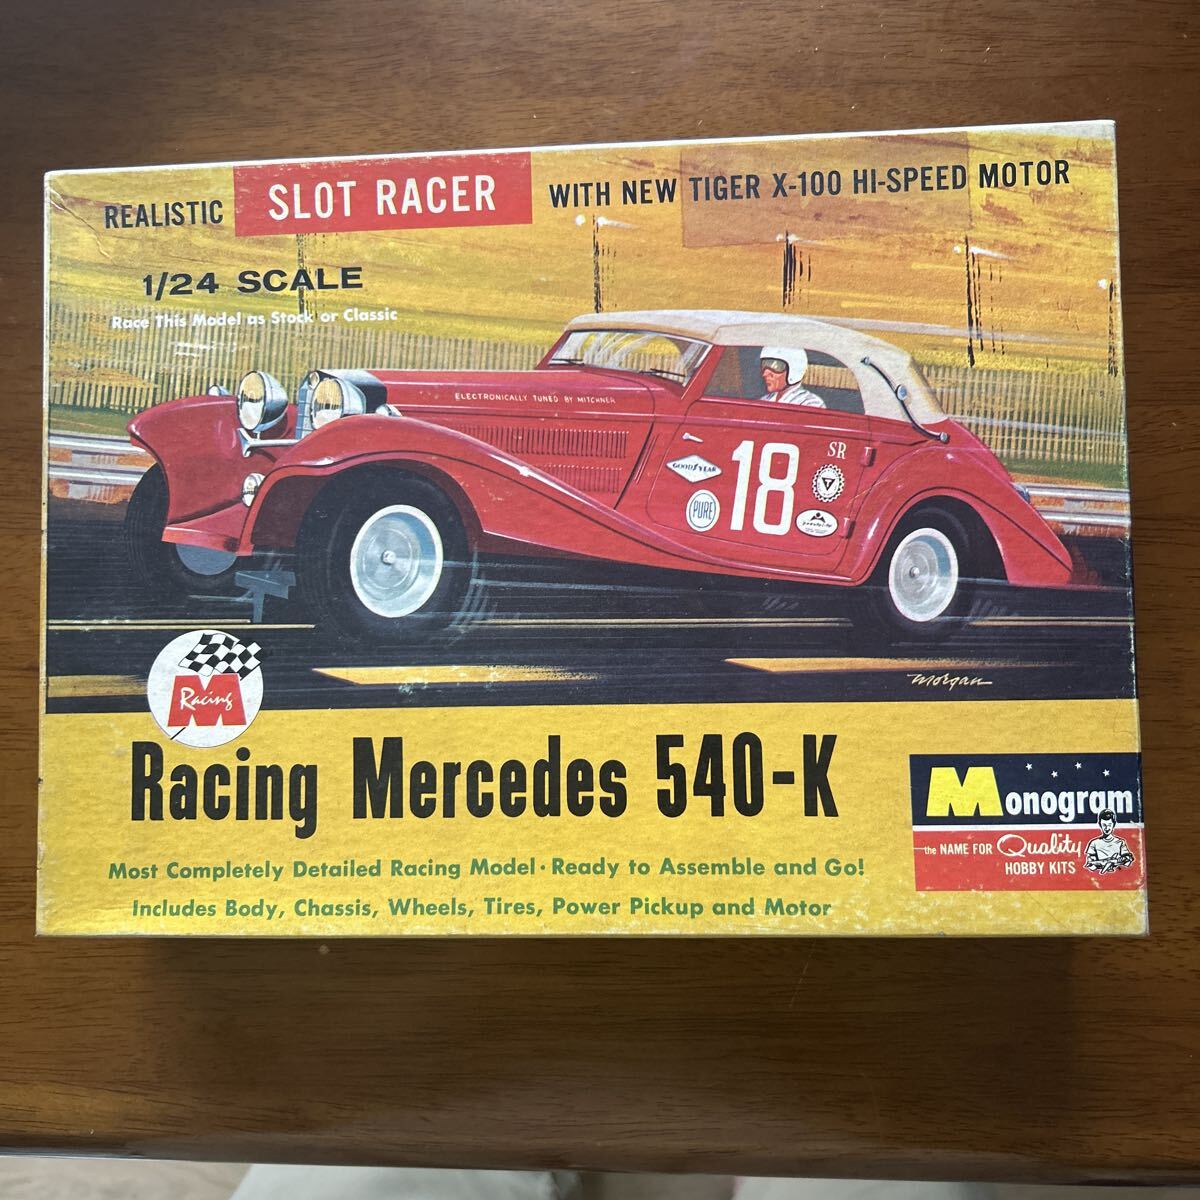 REALISTIC SLOT RACER WITH NEW TIGER X-100 HI-SPEED MOTOR
1/24 SCALE
Race This Model as Stock or Classic
ELECTRONICALLY TUNED BY MITCHNER
GOODYEAR
PURE
18
SR
morgan
Racing
M
Racing Mercedes 540-K
Monogram
the NAME FOR Quality
HOBBY KITS
Most Completely Detailed Racing Model · Ready to Assemble and Go!
Includes Body, Chassis, Wheels, Tires, Power Pickup and Motor